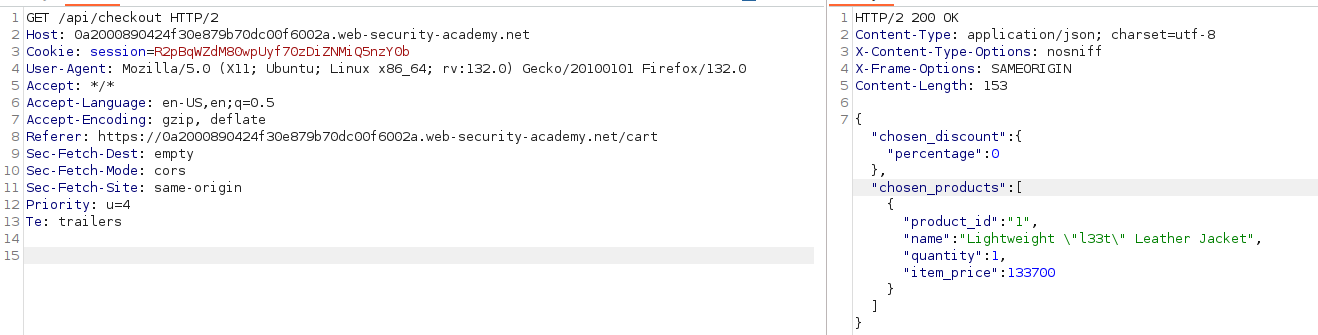 1 GET /api/checkout HTTP/2
2 Host: 0a2000890424f30e879b70dc00f6002a.web-security-academy.net
3 Cookie: session=R2pBqWZdM80wpUyf70zDiZNMiQ5nzY0b
4 User-Agent: Mozilla/5.0 (X11; Ubuntu; Linux x86_64; rv:132.0) Gecko/20100101 Firefox/132.0
5 Accept: */*
6 Accept-Language: en-US,en;q=0.5
7 Accept-Encoding: gzip, deflate
8 Referer: https://0a2000890424f30e879b70dc00f6002a.web-security-academy.net/cart
9 Sec-Fetch-Dest: empty
10 Sec-Fetch-Mode: cors
11 Sec-Fetch-Site: same-origin
12 Priority: u=4
13 Te: trailers
14
15
1 HTTP/2 200 OK
2 Content-Type: application/json; charset=utf-8
3 X-Content-Type-Options: nosniff
4 X-Frame-Options: SAMEORIGIN
5 Content-Length: 153
6
7 {
"chosen_discount":{
"percentage":0
},
"chosen_products":[
{
"product_id":"1",
"name":"Lightweight \"l33t\" Leather Jacket",
"quantity":1,
"item_price":133700
}
]
}